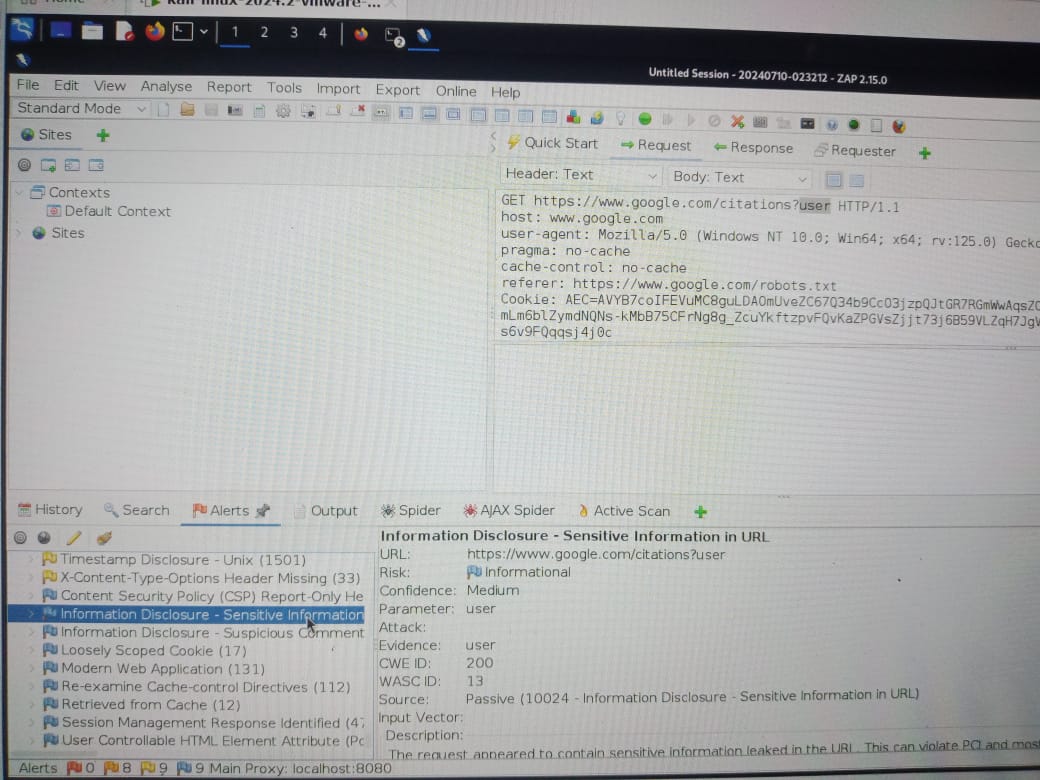 kali-linux-2024.2-vmware-...
1 2 3 4
2
Untitled Session - 20240710-023212 - ZAP 2.15.0
File Edit View Analyse Report Tools Import Export Online Help
Standard Mode
Sites
Quick Start Request Response Requester
Header: Text Body: Text
Contexts
Default Context
Sites
GET https://www.google.com/citations?user HTTP/1.1
host: www.google.com
user-agent: Mozilla/5.0 (Windows NT 10.0; Win64; x64; rv:125.0) Gecko
pragma: no-cache
cache-control: no-cache
referer: https://www.google.com/robots.txt
Cookie:
s6v9FQqqsj4j0c
History Search Alerts Output Spider AJAX Spider Active Scan
Timestamp Disclosure - Unix (1501)
X-Content-Type-Options Header Missing (33)
Content Security Policy (CSP) Report-Only He
Information Disclosure - Sensitive Information
Information Disclosure - Suspicious Comment
Loosely Scoped Cookie (17)
Modern Web Application (131)
Re-examine Cache-control Directives (112)
Retrieved from Cache (12)
Session Management Response Identified (47
User Controllable HTML Element Attribute (Po
Information Disclosure - Sensitive Information in URL
URL: https://www.google.com/citations?user
Risk: Informational
Confidence: Medium
Parameter: user
Attack:
Evidence: user
CWE ID: 200
WASC ID: 13
Source: Passive (10024 - Information Disclosure - Sensitive Information in URL)
Input Vector:
Description:
The request appeared to contain sensitive information leaked in the URL. This can violate PCI and most
Alerts 0 8 9 9 Main Proxy: localhost:8080